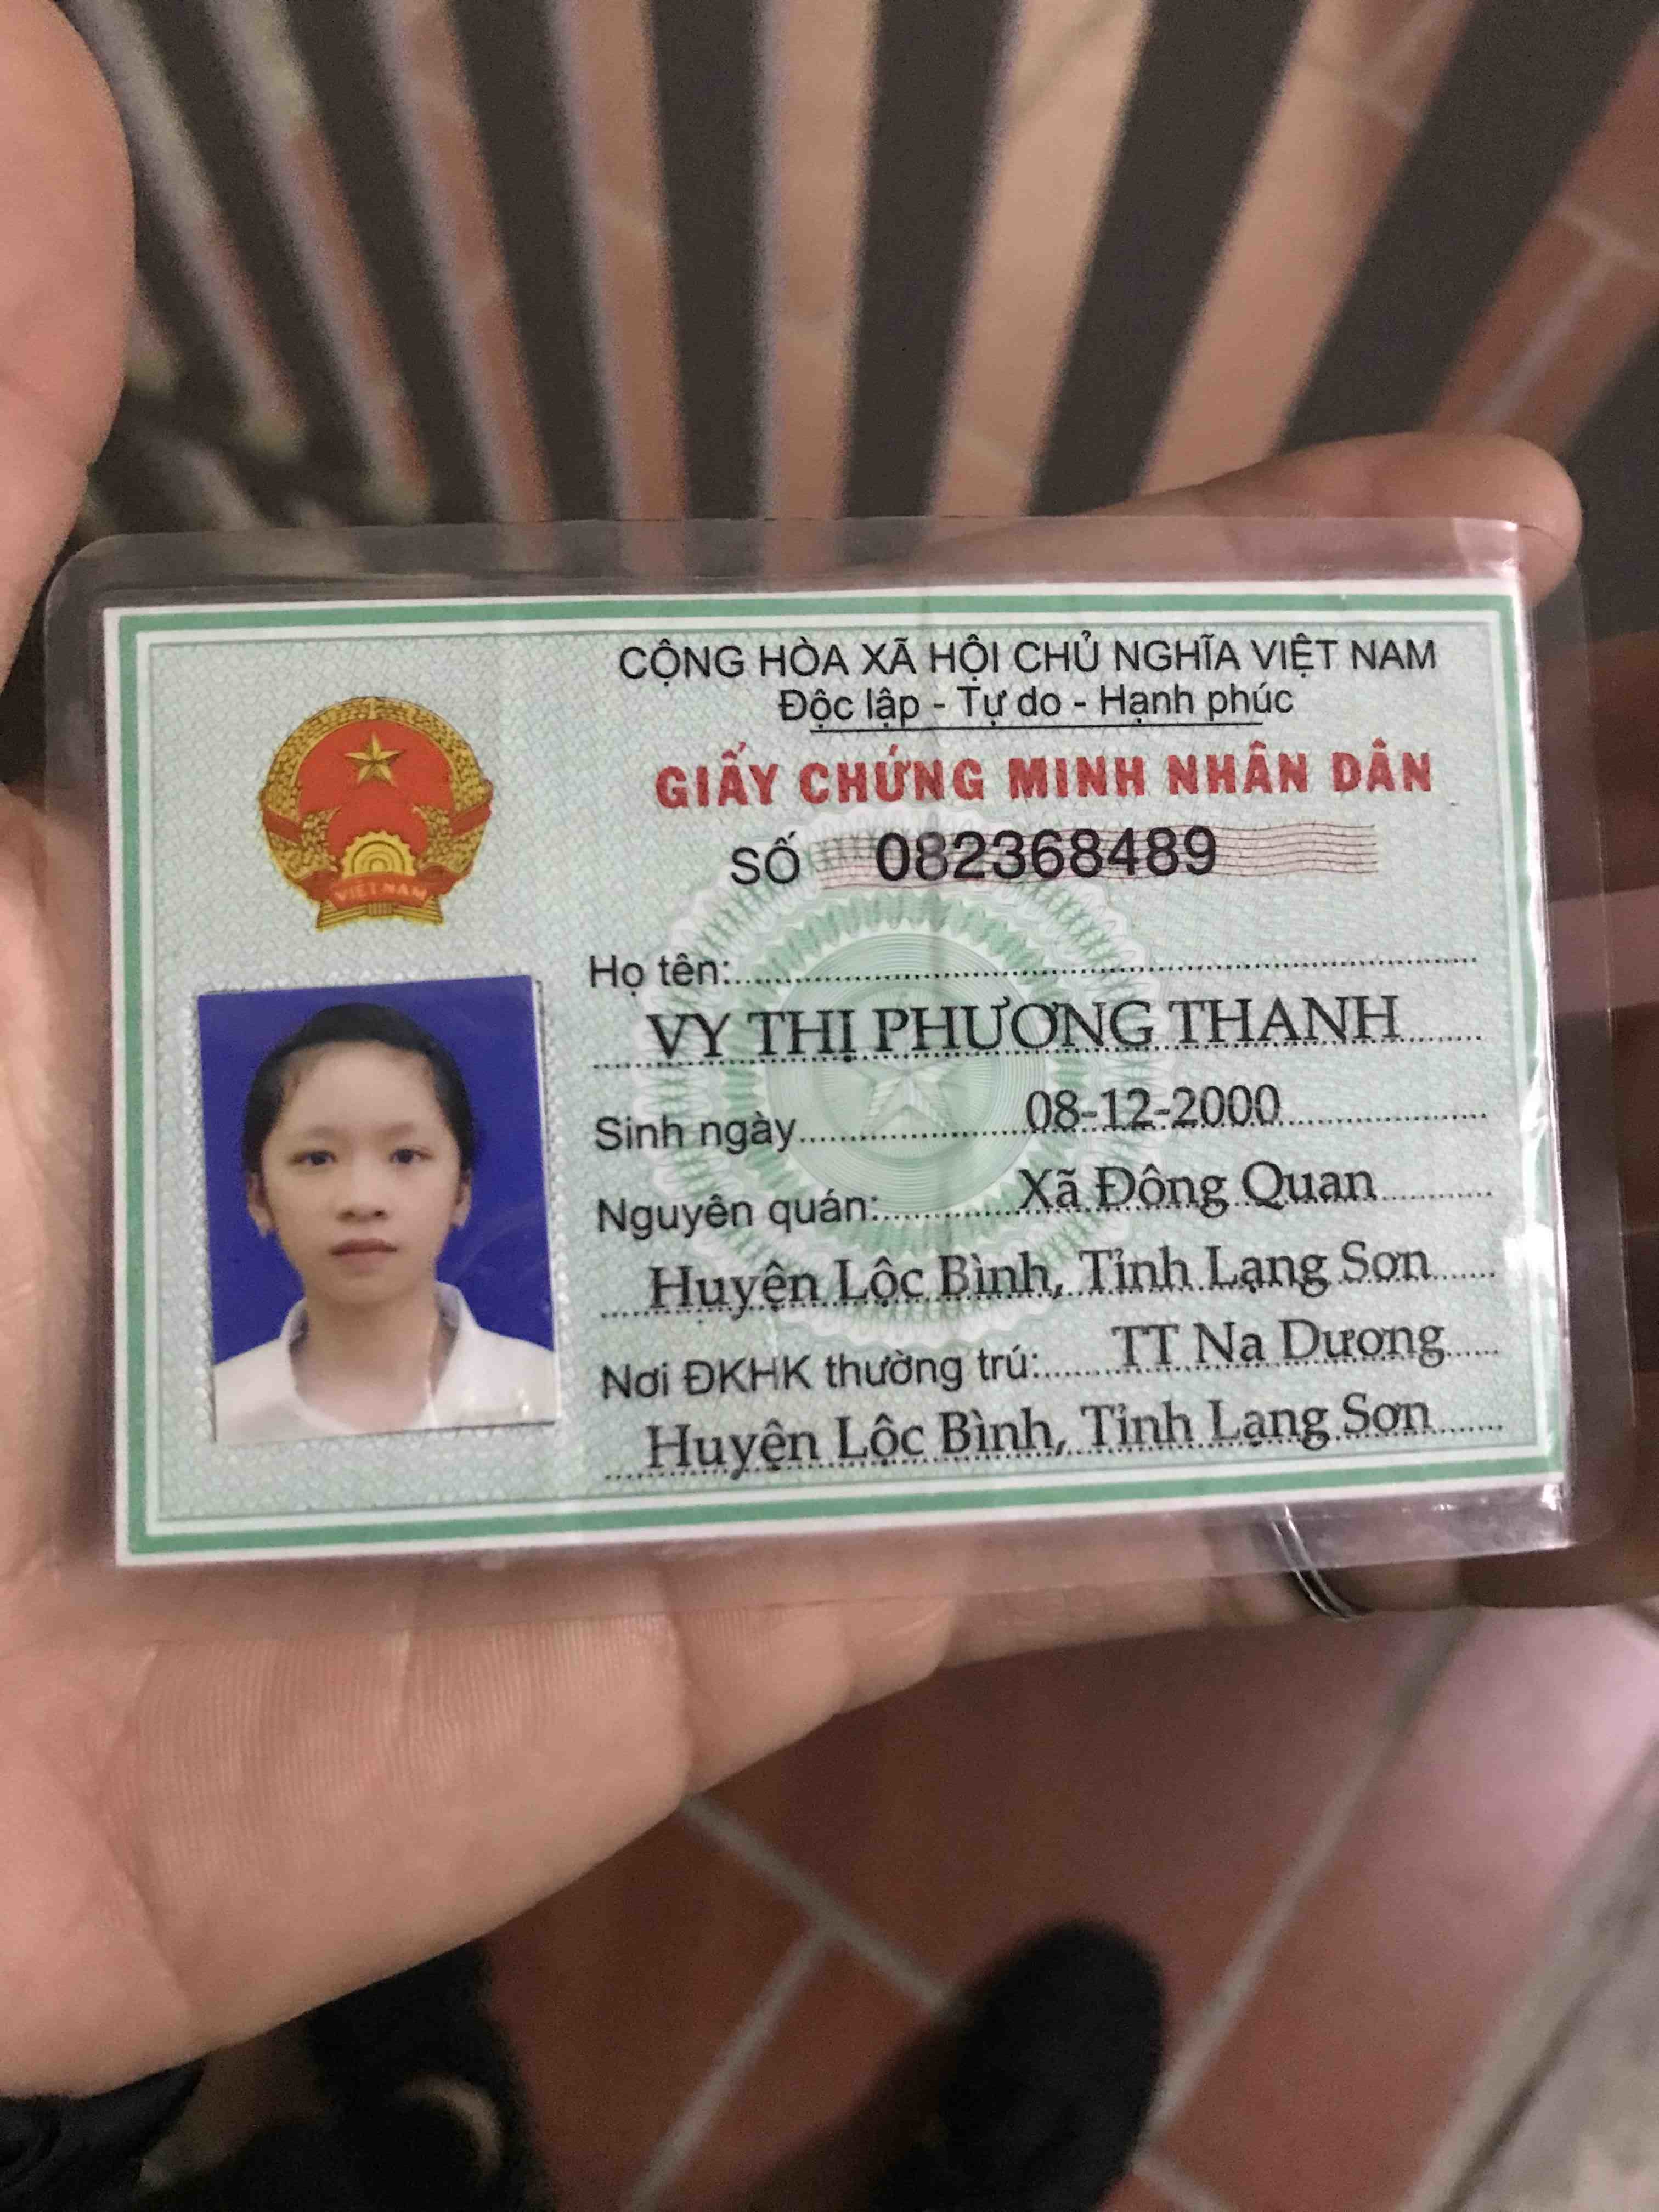 CỘNG HÒA XÃ HỘI CHỦ NGHĨA VIỆT NAM
Độc lập - Tự do - Hạnh phúc
GIẤY CHỨNG MINH NHÂN DÂN
SỐ 082368489
VIỆT NAM
Họ tên:
VY THỊ PHƯƠNG THANH
Sinh ngày 08-12-2000
Nguyên quán: Xã Đông Quan
Huyện Lộc Bình, Tỉnh Lạng Sơn
Nơi ĐKHK thường trú: TT Na Dương
Huyện Lộc Bình, Tỉnh Lạng Sơn